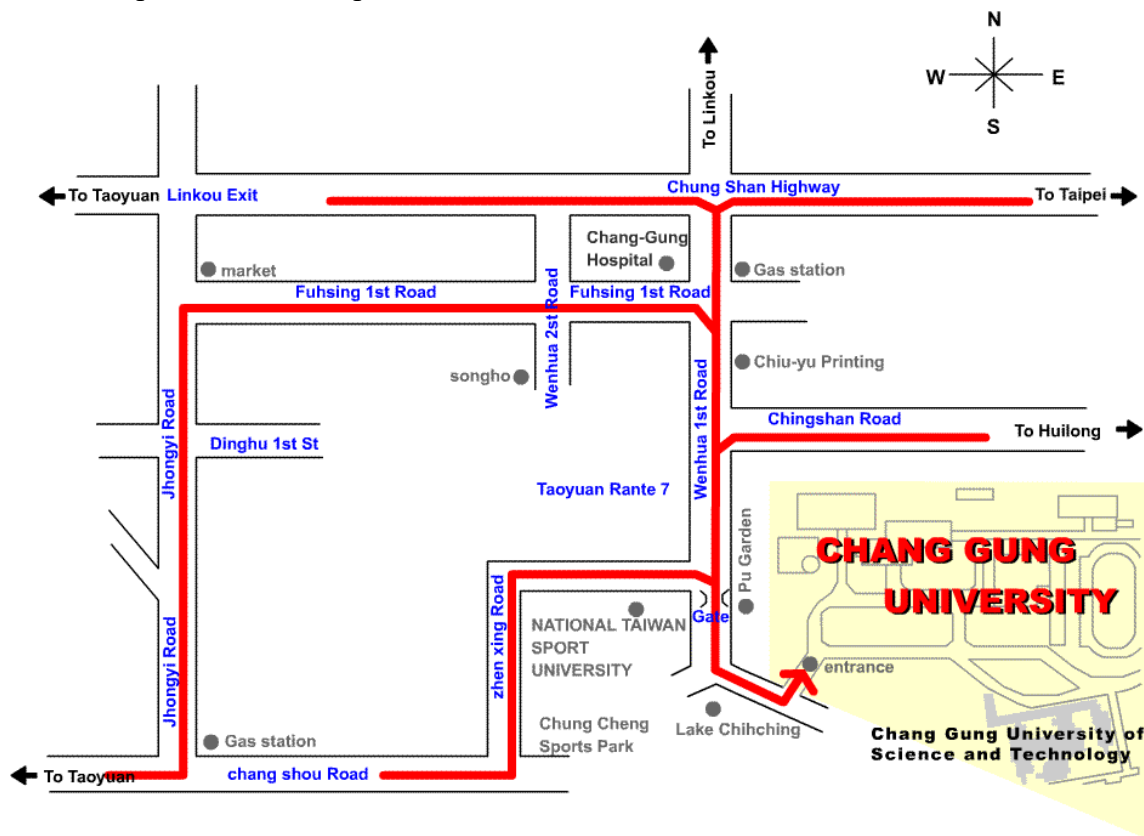 N
W E
S
To Linkou
To Taoyuan
Linkou Exit
Chung Shan Highway
To Taipei
Chang-Gung
Hospital
market
Gas station
Fuhsing 1st Road
Fuhsing 1st Road
Wenhua 2st Road
songho
Chiu-yu Printing
Wenhua 1st Road
Jhongyi Road
Chingshan Road
To Huilong
Dinghu 1st St
Taoyuan Rante 7
Pu Garden
CHANG GUNG
UNIVERSITY
Gate
NATIONAL TAIWAN
SPORT
UNIVERSITY
zhen xing Road
Jhongyi Road
entrance
Lake Chihching
Chung Cheng
Sports Park
Gas station
Chang Gung University of
Science and Technology
To Taoyuan
chang shou Road